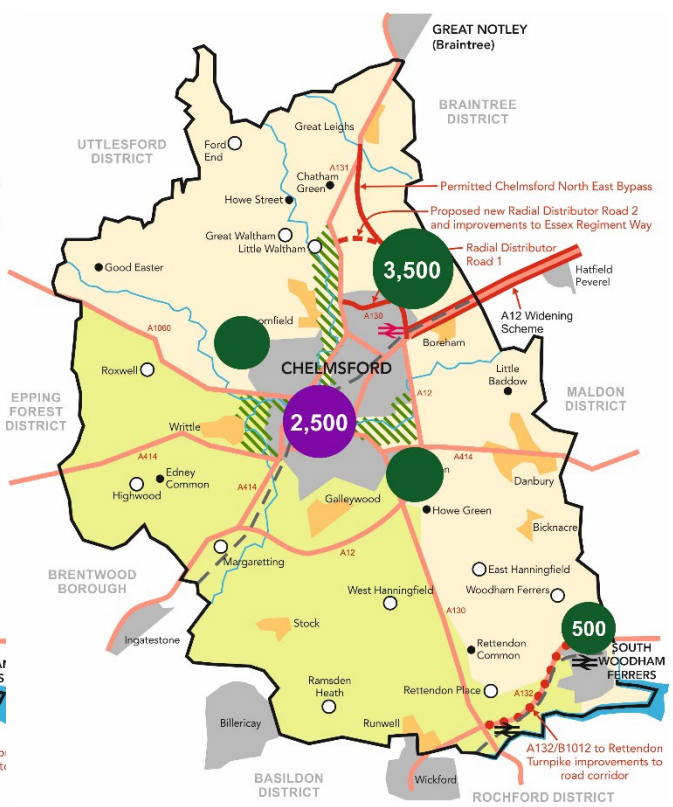 GREAT NOTLEY
(Braintree)
BRAINTREE
DISTRICT
UTTLESFORD
DISTRICT
Great Leighs
Ford
End
A131
Chatham
Green
Howe Street
Permitted Chelmsford North East Bypass
Proposed new Radial Distributor Road 2
and improvements to Essex Regiment Way
Great Waltham
Little Waltham
Radial Distributor
Road 1
Good Easter
3,500
Hatfield
Peverel
A12 Widening
Scheme
A1060
A130
Boreham
CHELMSFORD
Roxwell
Little
Baddow
A12
EPPING
FOREST
DISTRICT
MALDON
DISTRICT
Writtle
2,500
A414
A414
Edney
Common
Highwood
A414
Danbury
Galleywood
Howe Green
Bicknacre
A12
Margaretting
East Hanningfield
BRENTWOOD
BOROUGH
West Hanningfield
Woodham Ferrers
A130
Ingatestone
Stock
500
Rettendon
Common
SOUTH
WOODHAM
FERRERS
Ramsden
Heath
Rettendon Place
A132
Billericay
Runwell
A132/B1012 to Rettendon
Turnpike improvements to
road corridor
BASILDON
DISTRICT
Wickford
ROCHFORD DISTRICT